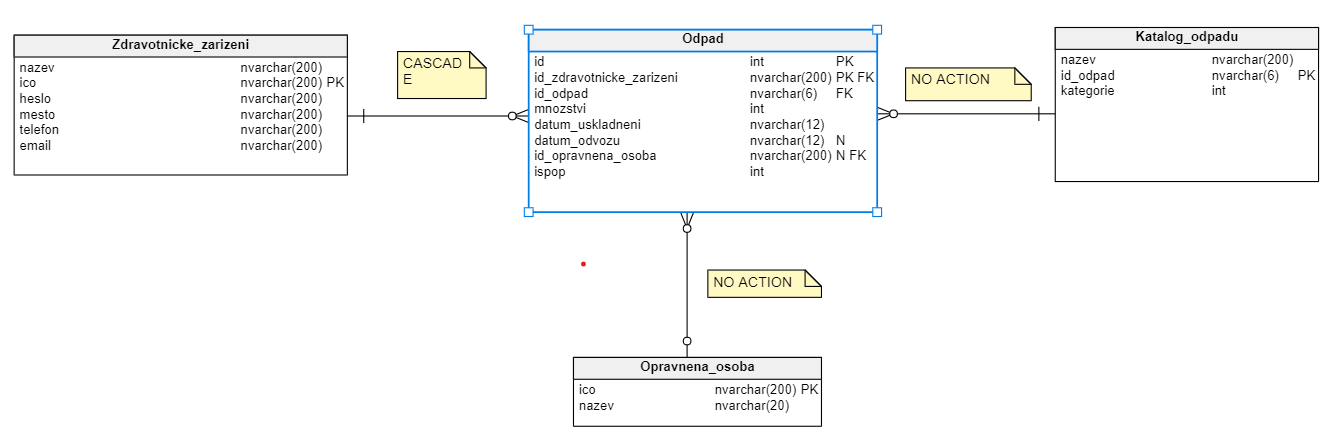 Zdravotnicke_zarizeni
nazev nvarchar(200)
ico nvarchar(200) PK
heslo nvarchar(200)
mesto nvarchar(200)
telefon nvarchar(200)
email nvarchar(200)
CASCAD
E
Odpad
id int PK
id_zdravotnicke_zarizeni nvarchar(200) PK FK
id_odpad nvarchar(6) FK
mnozstvi int
datum_uskladneni nvarchar(12)
datum_odvozu nvarchar(12) N
id_opravnena_osoba nvarchar(200) N FK
ispop int
NO ACTION
Katalog_odpadu
nazev nvarchar(200)
id_odpad nvarchar(6) PK
kategorie int
NO ACTION
Opravnena_osoba
ico nvarchar(200) PK
nazev nvarchar(20)